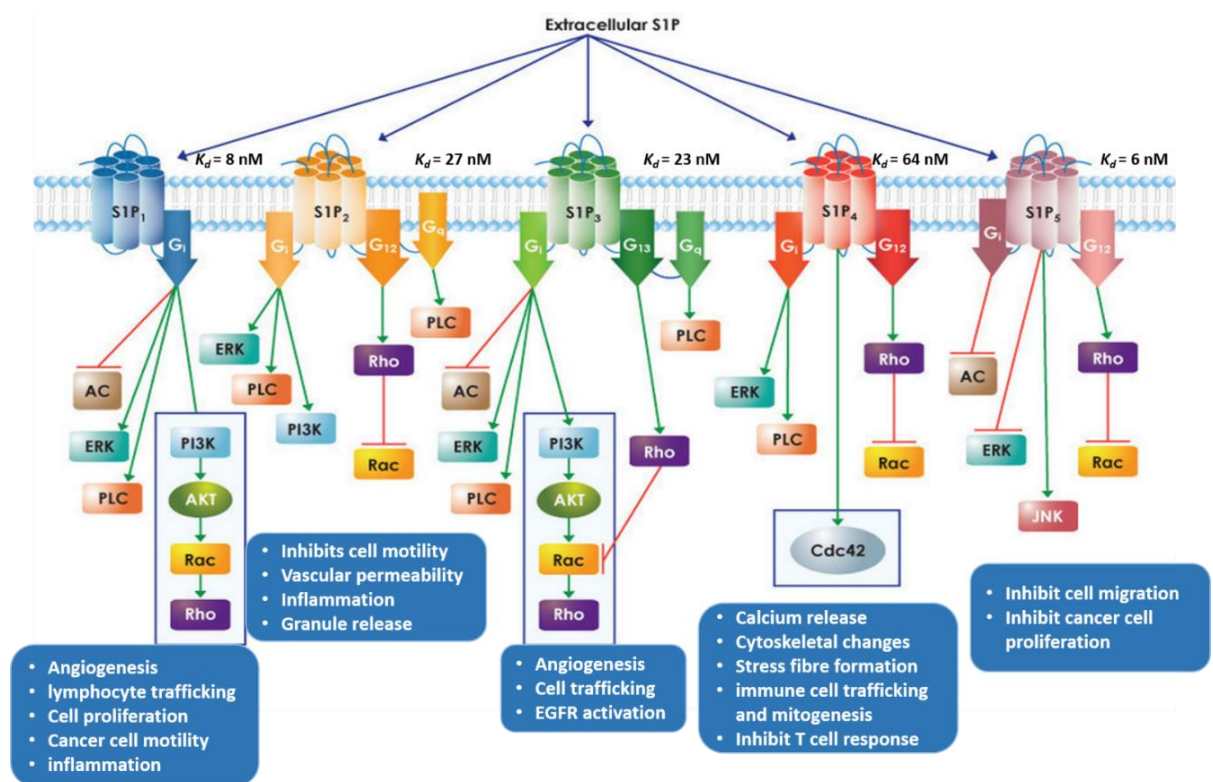 Extracellular S1P
Kd = 8 nM
Kd = 27 nM
Kd = 23 nM
Kd = 64 nM
Kd = 6 nM
S1P1
S1P2
S1P3
S1P4
S1P5
Gi
Gi
G12
Gq
Gi
G13
Gq
Gi
G12
Gi
G12
AC
ERK
PLC
PI3K
AKT
Rac
Rho
ERK
PLC
PI3K
Rho
Rac
PLC
AC
ERK
PLC
PI3K
AKT
Rac
Rho
Rho
PLC
ERK
PLC
Cdc42
Rho
Rac
AC
ERK
JNK
Rho
Rac
• Angiogenesis
• lymphocyte trafficking
• Cell proliferation
• Cancer cell motility
• inflammation
• Inhibits cell motility
• Vascular permeability
• Inflammation
• Granule release
• Angiogenesis
• Cell trafficking
• EGFR activation
• Calcium release
• Cytoskeletal changes
• Stress fibre formation
• immune cell trafficking
and mitogenesis
• Inhibit T cell response
• Inhibit cell migration
• Inhibit cancer cell
proliferation